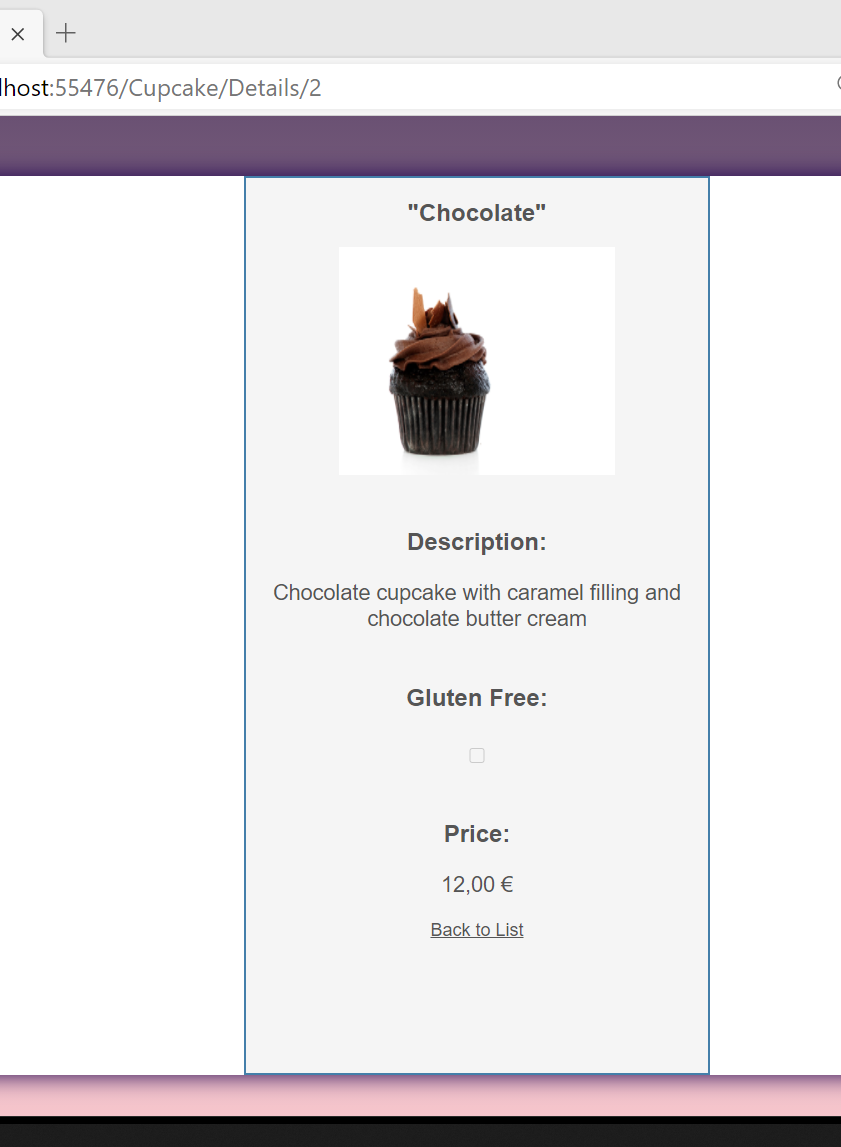 lhost:55476/Cupcake/Details/2
"Chocolate"
Description:
Chocolate cupcake with caramel filling and
chocolate butter cream
Gluten Free:
Price:
12,00 €
Back to List